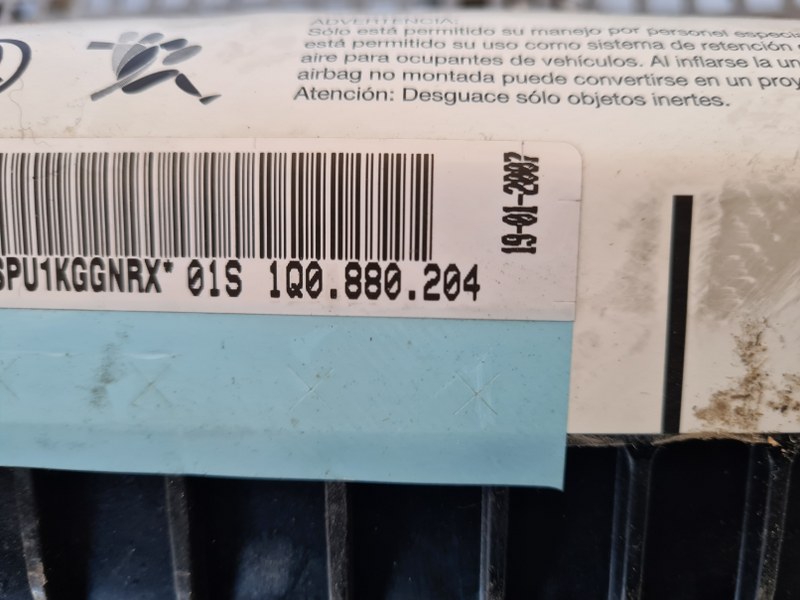 ADVERTENCIA:
Sólo está permitido su manejo por personal
está permitido su uso como sistema de retención
aire para ocupantes de vehículos. Al inflarse la
airbag no montada puede convertirse en un
Atención: Desguace sólo objetos inertes.
19-01-2007
SPU1KGGNRX* 01S 1Q0.880.204